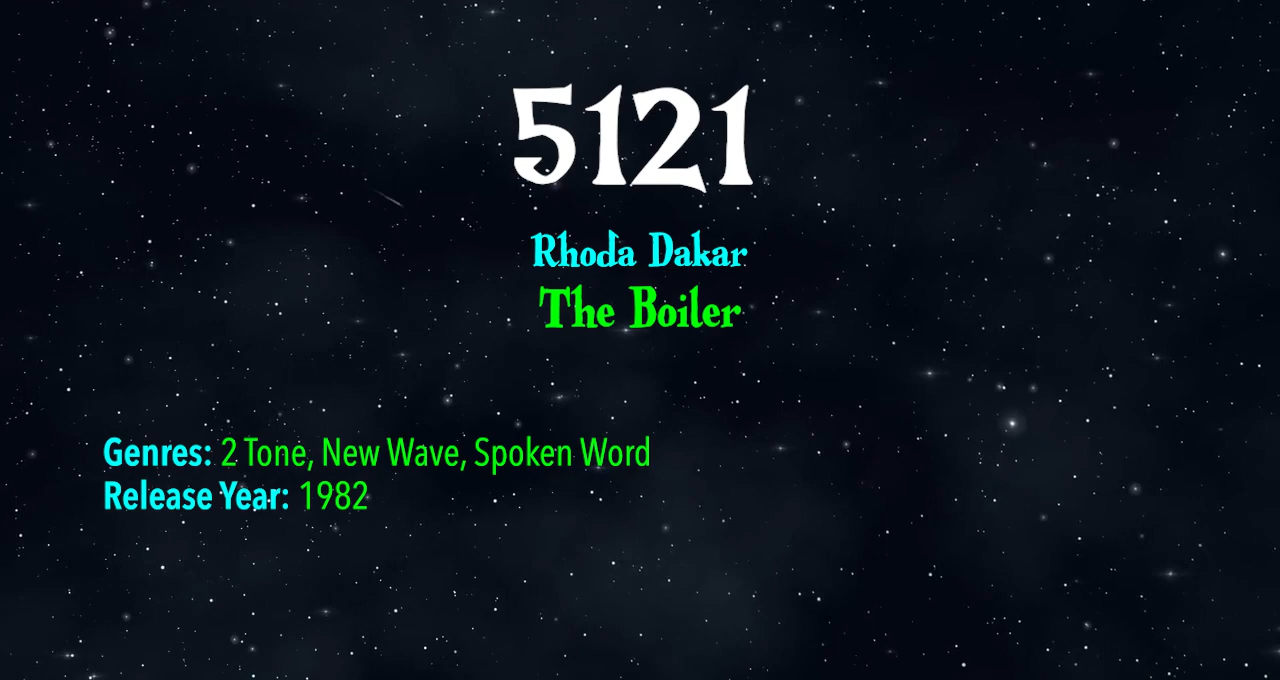 5121
Rhoda Dakar
The Boiler
Genres: 2 Tone, New Wave, Spoken Word
Release Year: 1982